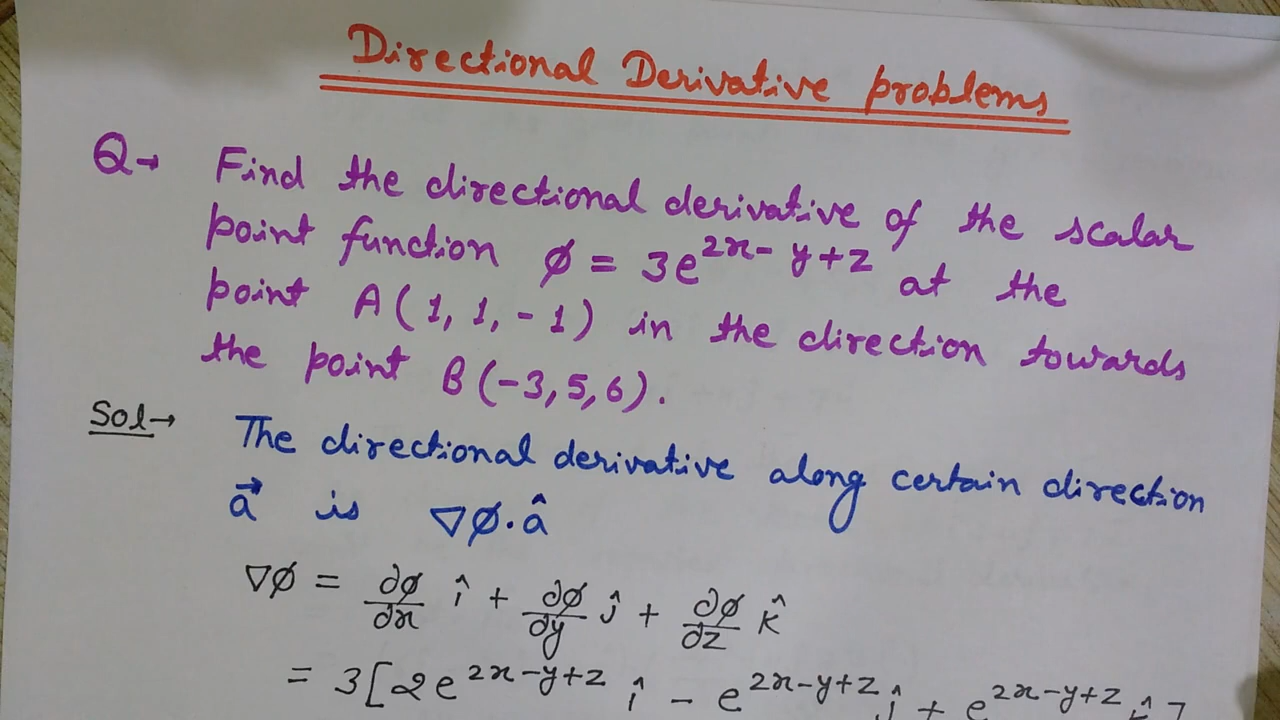 Directional Derivative problems
Q→ Find the directional derivative of the scalar
point function ϕ = 3e^{2x-y+z} at the
point A(1, 1, -1) in the direction towards
the point B(-3, 5, 6).
Sol→ The directional derivative along certain direction
a⃗ is ∇ϕ·â
∇ϕ = ∂ϕ/∂x î + ∂ϕ/∂y ĵ + ∂ϕ/∂z k̂
= 3[2e^{2x-y+z} î - e^{2x-y+z} ĵ + e^{2x-y+z} k̂]